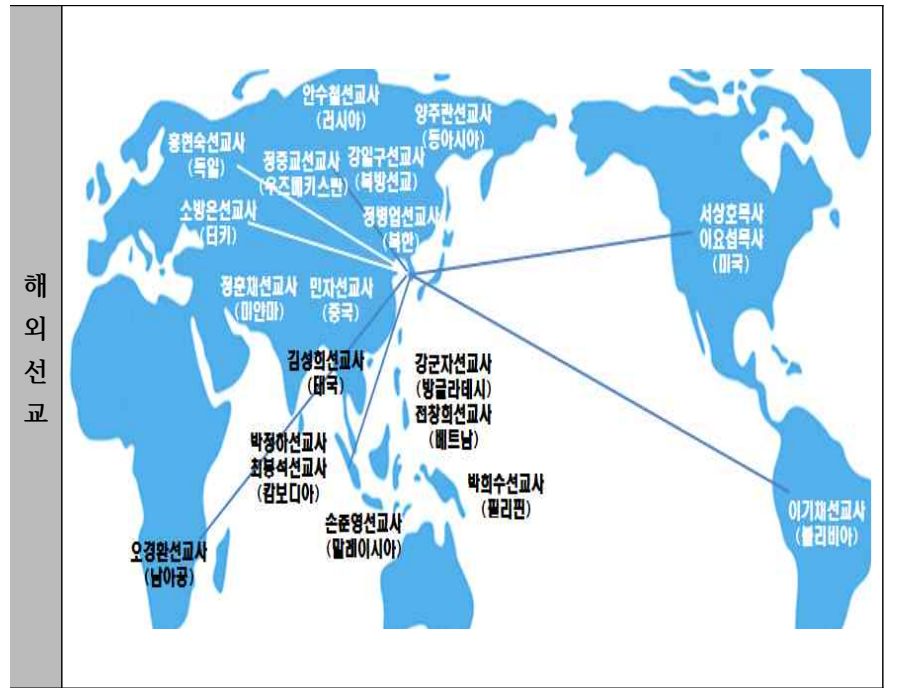 해
외
선
교
안수철선교사
(러시아)
양주란선교사
(동아시아)
홍현숙선교사
(독일)
정중교선교사
(우즈베키스탄)
강일구선교사
(북방선교)
소방은선교사
(터키)
정병업선교사
(북한)
서상호목사
이요섭목사
(미국)
정훈채선교사
(미얀마)
민자선교사
(중국)
김성희선교사
(태국)
강군자선교사
(방글라데시)
전창희선교사
(베트남)
박정하선교사
최봉석선교사
(캄보디아)
박희수선교사
(필리핀)
손준영선교사
(말레이시아)
이기채선교사
(볼리비아)
오경환선교사
(남아공)